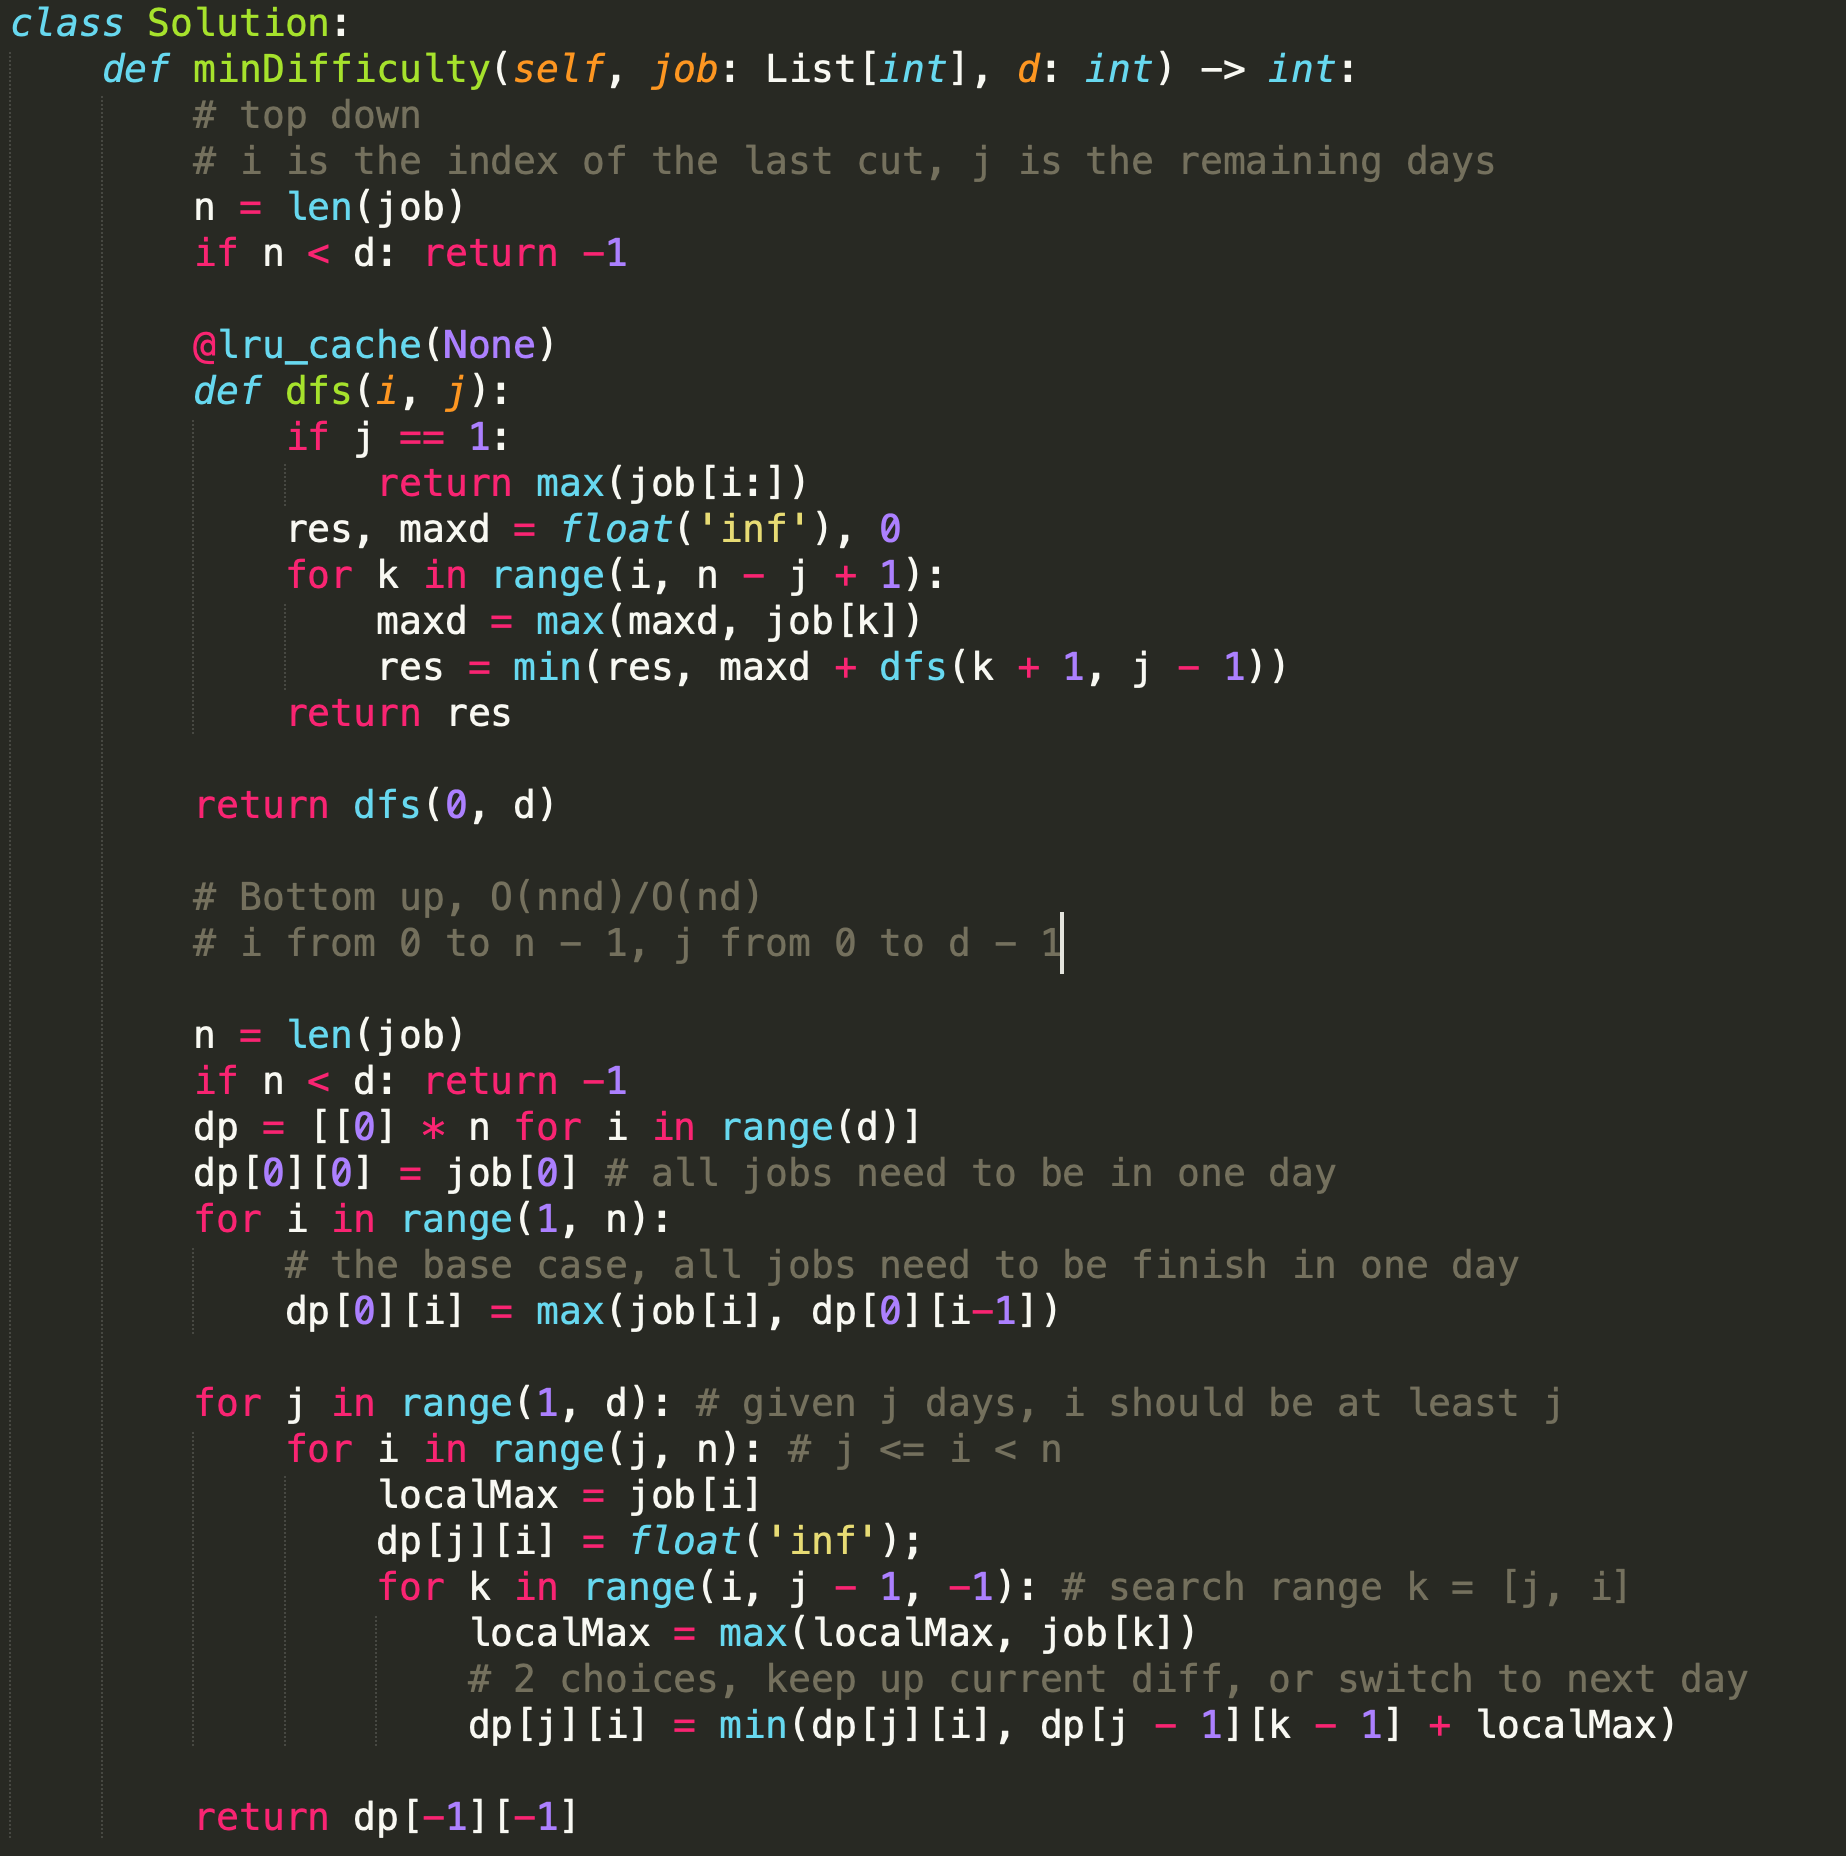 class Solution:
    def minDifficulty(self, job: List[int], d: int) -> int:
        # top down
        # i is the index of the last cut, j is the remaining days
        n = len(job)
        if n < d: return -1

        @lru_cache(None)
        def dfs(i, j):
            if j == 1:
                return max(job[i:])
            res, maxd = float('inf'), 0
            for k in range(i, n - j + 1):
                maxd = max(maxd, job[k])
                res = min(res, maxd + dfs(k + 1, j - 1))
            return res

        return dfs(0, d)

        # Bottom up, O(nnd)/O(nd)
        # i from 0 to n - 1, j from 0 to d - 1

        n = len(job)
        if n < d: return -1
        dp = [[0] * n for i in range(d)]
        dp[0][0] = job[0] # all jobs need to be in one day
        for i in range(1, n):
            # the base case, all jobs need to be finish in one day
            dp[0][i] = max(job[i], dp[0][i-1])

        for j in range(1, d): # given j days, i should be at least j
            for i in range(j, n): # j <= i < n
                localMax = job[i]
                dp[j][i] = float('inf');
                for k in range(i, j - 1, -1): # search range k = [j, i]
                    localMax = max(localMax, job[k])
                    # 2 choices, keep up current diff, or switch to next day
                    dp[j][i] = min(dp[j][i], dp[j - 1][k - 1] + localMax)

        return dp[-1][-1]